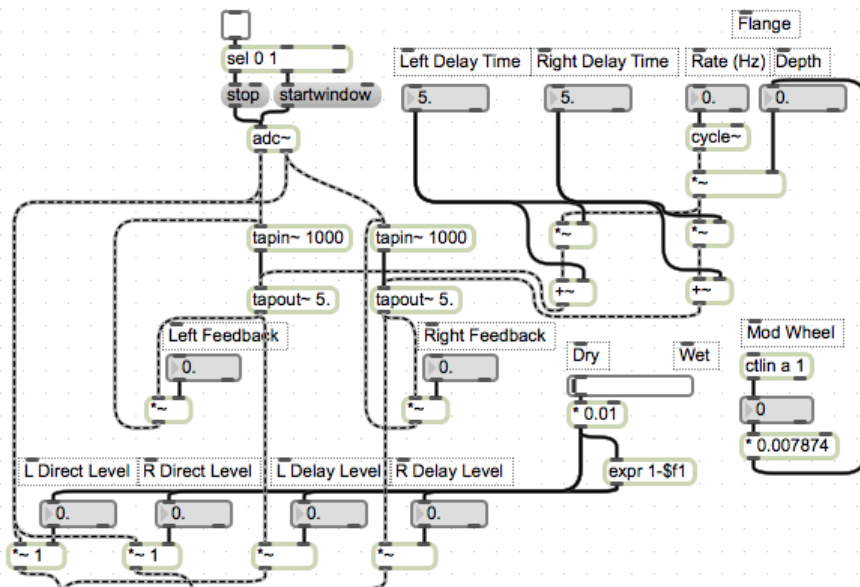 Flange
sel 0 1
Left Delay Time
Right Delay Time
Rate (Hz)
Depth
stop
startwindow
5.
5.
0.
0.
adc~
cycle~
*~
tapin~ 1000
tapin~ 1000
*~
*~
tapout~ 5.
tapout~ 5.
+~
+~
Left Feedback
Right Feedback
Mod Wheel
Dry
Wet
0.
0.
ctlin a 1
*~
*~
* 0.01
0
* 0.007874
L Direct Level
R Direct Level
L Delay Level
R Delay Level
expr 1-$f1
0.
0.
0.
0.
*~ 1
*~ 1
*~
*~